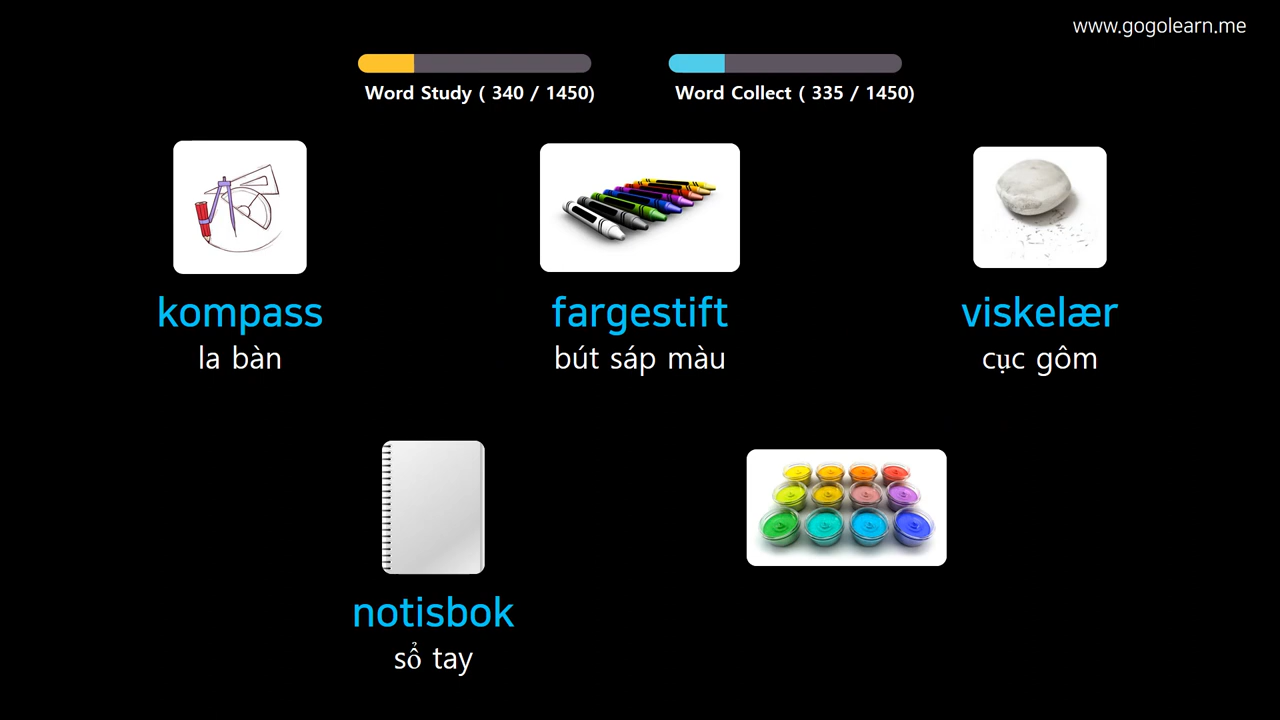 www.gogolearn.me
Word Study ( 340 / 1450)
Word Collect ( 335 / 1450)
kompass
la bàn
fargestift
bút sáp màu
viskelær
cục gôm
notisbok
sổ tay